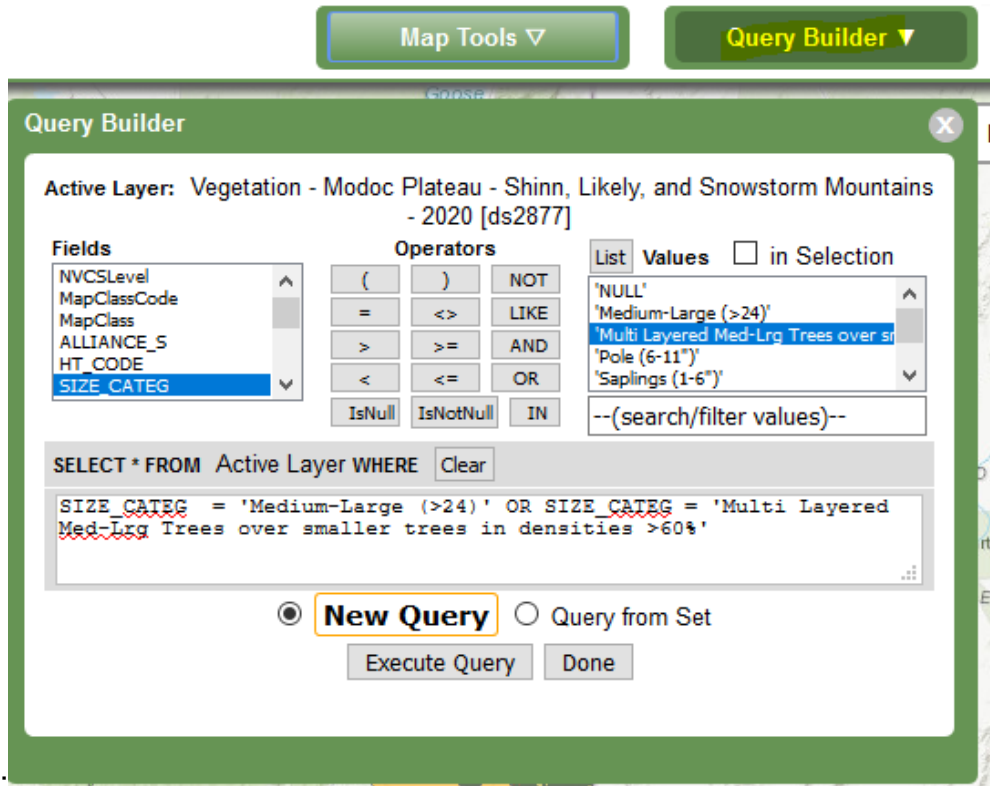 Map Tools ▽
Query Builder ▼
Goose
Query Builder
X
Active Layer: Vegetation - Modoc Plateau - Shinn, Likely, and Snowstorm Mountains
- 2020 [ds2877]
Fields
NVCSLevel
MapClassCode
MapClass
ALLIANCE_S
HT_CODE
SIZE_CATEG
Operators
( ) NOT
= <> LIKE
> >= AND
< <= OR
IsNull IsNotNull IN
List Values in Selection
'NULL'
'Medium-Large (>24)'
'Multi Layered Med-Lrg Trees over sr
'Pole (6-11")'
'Saplings (1-6")'
--(search/filter values)--
SELECT * FROM Active Layer WHERE Clear
SIZE_CATEG = 'Medium-Large (>24)' OR SIZE_CATEG = 'Multi Layered
Med-Lrg Trees over smaller trees in densities >60%'
New Query Query from Set
Execute Query Done
.